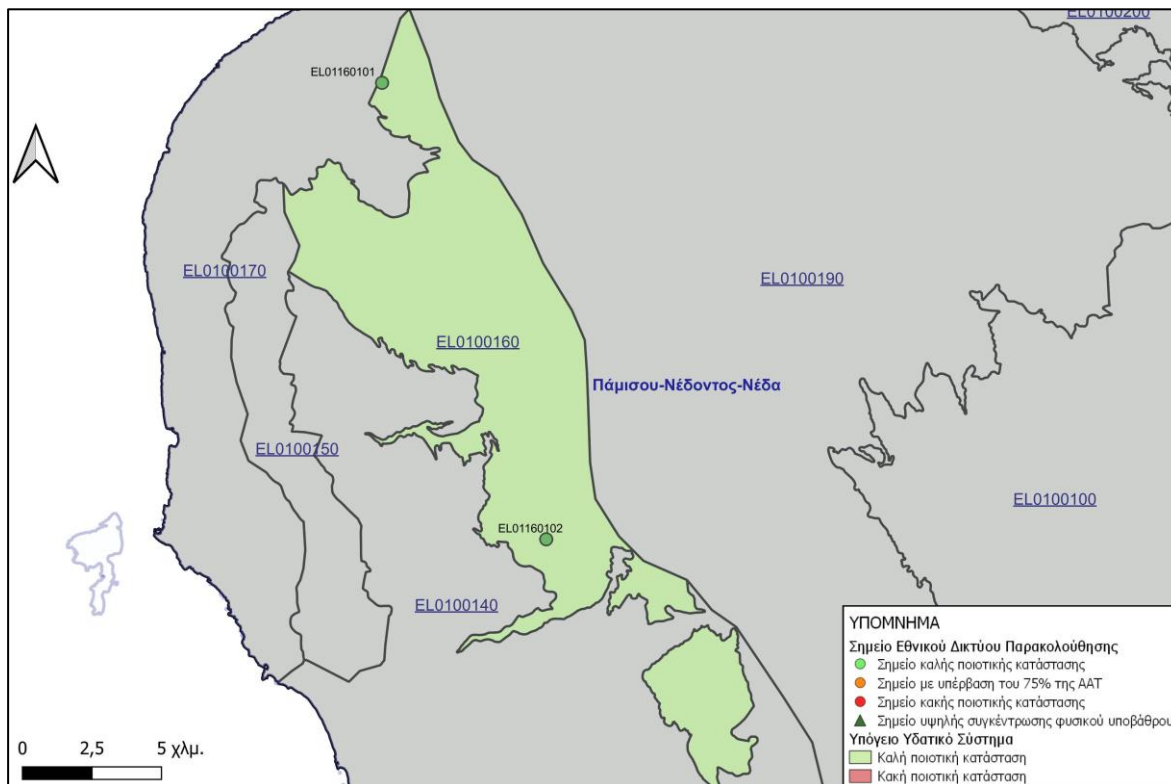 EL0100200
EL01160101
EL0100170
EL0100190
EL0100160
Πάμισου-Νέδοντος-Νέδα
EL0100150
EL0100100
EL01160102
EL0100140
ΥΠΟΜΝΗΜΑ
Σημείο Εθνικού Δικτύου Παρακολούθησης
Σημείο καλής ποιοτικής κατάστασης
Σημείο με υπέρβαση του 75% της ΑΑΤ
Σημείο κακής ποιοτικής κατάστασης
Σημείο υψηλής συγκέντρωσης φυσικού υποβάθρου
Υπόγειο Υδατικό Σύστημα
Καλή ποιοτική κατάσταση
Κακή ποιοτική κατάσταση
0 2,5 5 χλμ.